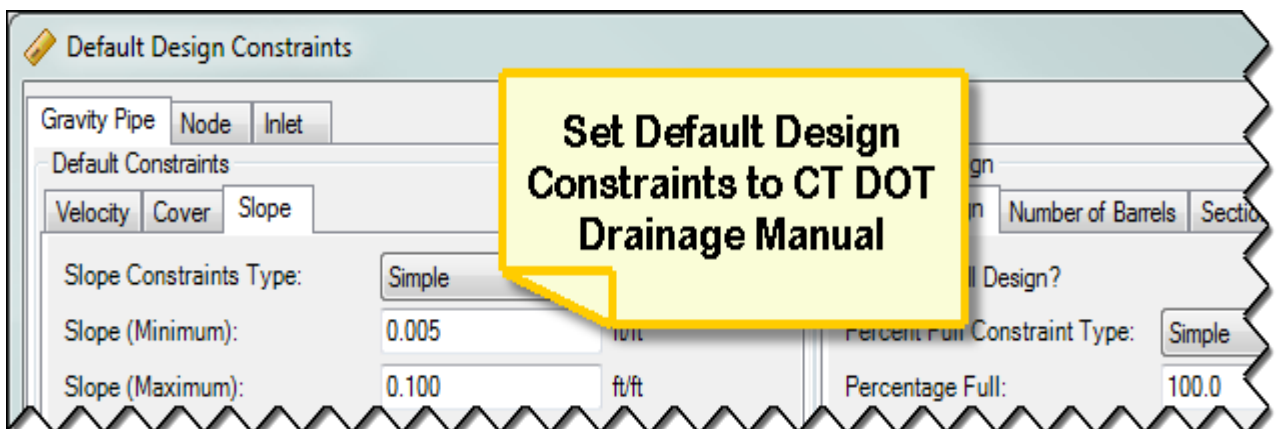 Default Design Constraints
Gravity Pipe Node Inlet
Set Default Design
Constraints to CT DOT
Drainage Manual
Default Constraints
Velocity Cover Slope
Number of Barrels
Slope Constraints Type: Simple
Design?
Slope (Minimum): 0.005
Percent Full Constraint Type: Simple
Slope (Maximum): 0.100 ft/ft
Percentage Full: 100.0